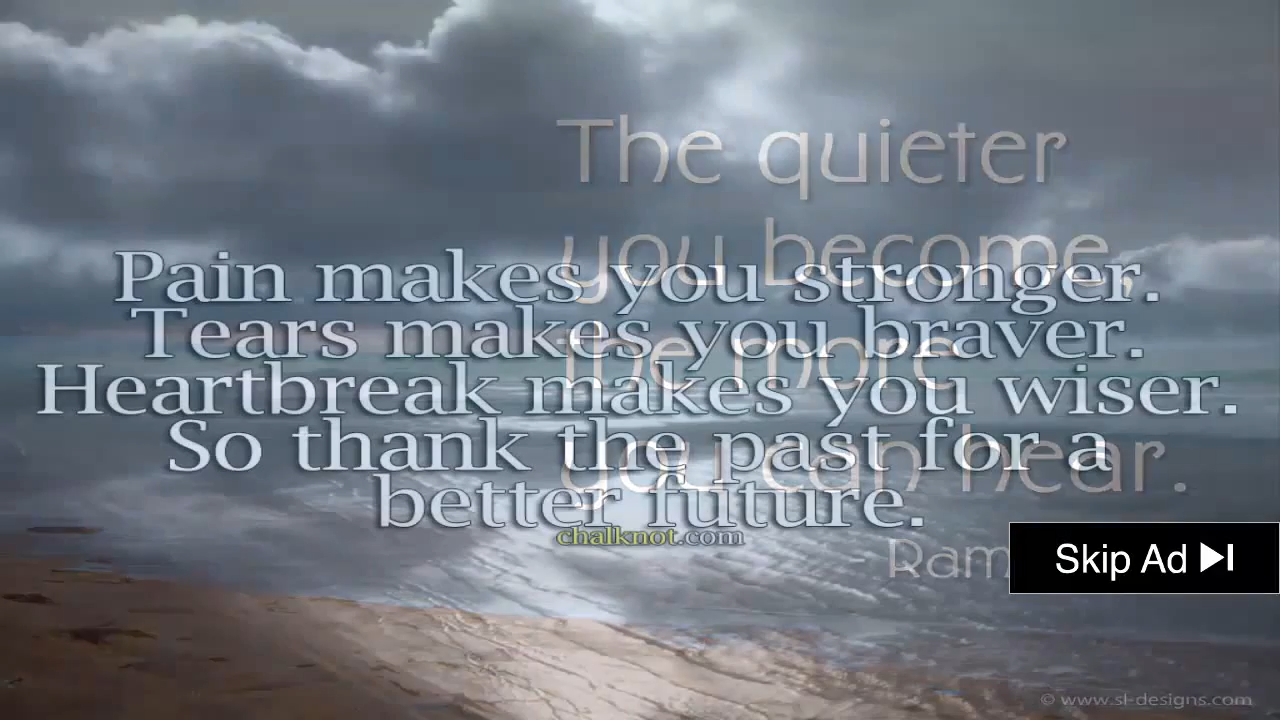 The quieter
you become,
the more
you can hear.
Ram
Pain makes you stronger.
Tears makes you braver.
Heartbreak makes you wiser.
So thank the past for a
better future.
chalknot.com
Skip Ad
© www.sl-designs.com